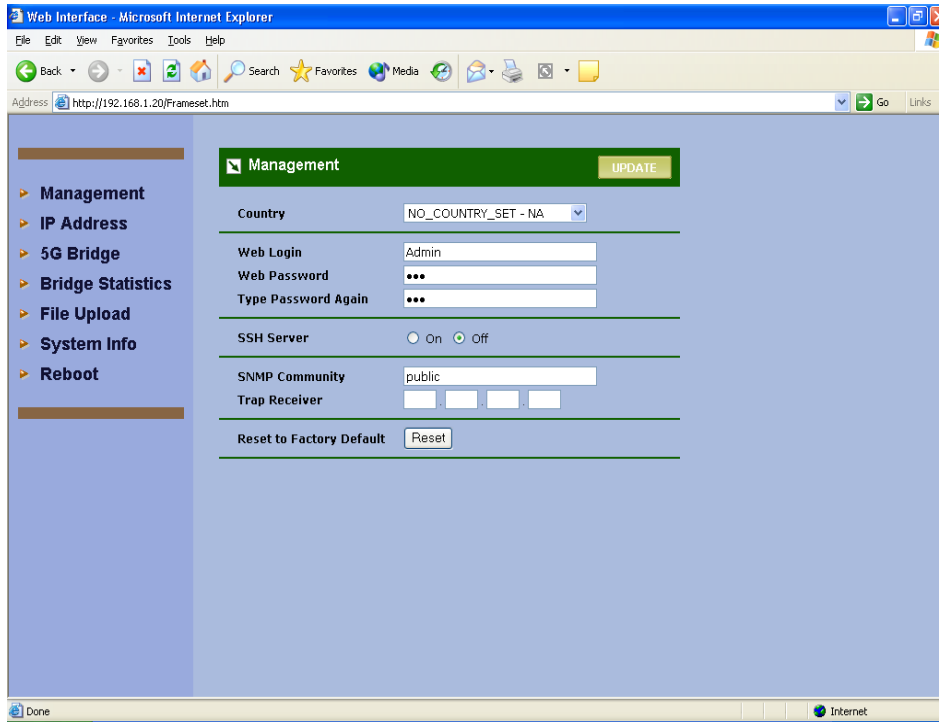 Web Interface - Microsoft Internet Explorer
File Edit View Favorites Tools Help
Back Search Favorites Media
Address http://192.168.1.20/Frameset.htm Go Links
Management
IP Address
5G Bridge
Bridge Statistics
File Upload
System Info
Reboot
Management UPDATE
Country NO_COUNTRY_SET - NA
Web Login Admin
Web Password •••
Type Password Again •••
SSH Server On Off
SNMP Community public
Trap Receiver . . .
Reset to Factory Default Reset
Done Internet